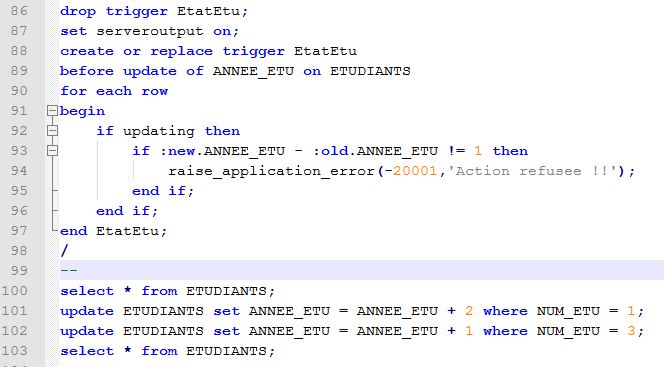 86 drop trigger EtatEtu;
87 set serveroutput on;
88 create or replace trigger EtatEtu
89 before update of ANNEE_ETU on ETUDIANTS
90 for each row
91 begin
92 if updating then
93 if :new.ANNEE_ETU - :old.ANNEE_ETU != 1 then
94 raise_application_error(-20001,'Action refusee !!');
95 end if;
96 end if;
97 end EtatEtu;
98 /
99 --
100 select * from ETUDIANTS;
101 update ETUDIANTS set ANNEE_ETU = ANNEE_ETU + 2 where NUM_ETU = 1;
102 update ETUDIANTS set ANNEE_ETU = ANNEE_ETU + 1 where NUM_ETU = 3;
103 select * from ETUDIANTS;